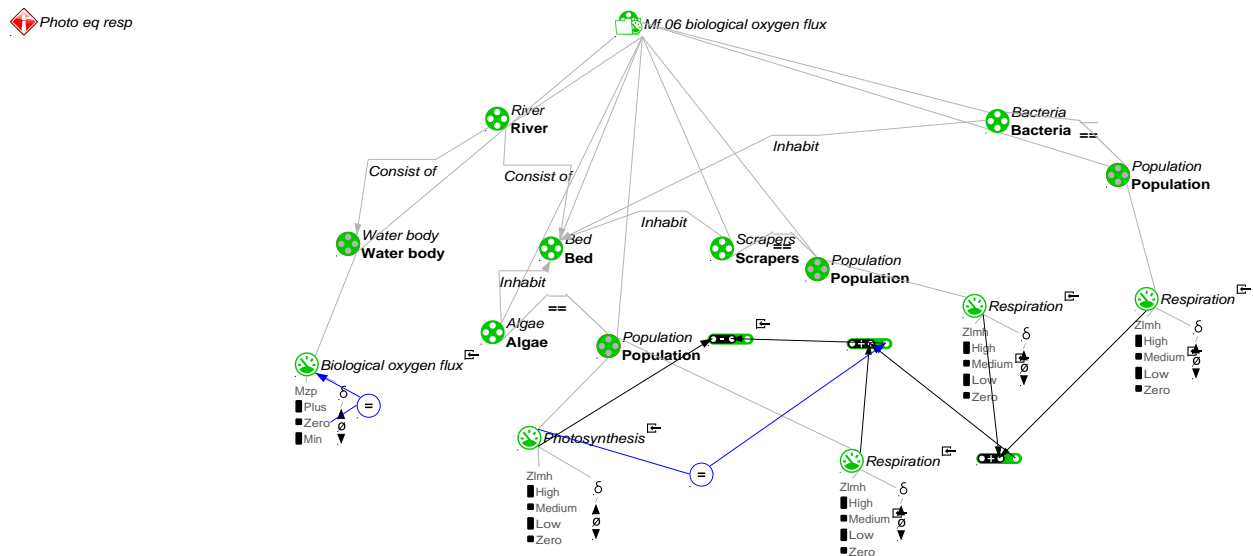 Photo eq resp
Mf 06 biological oxygen flux
River
River
Bacteria
Bacteria
==
Inhabit
Consist of
Consist of
Population
Population
Inhabit
Water body
Water body
Bed
Bed
Scrapers
==
Scrapers
Population
Population
Inhabit
==
Algae
Algae
Population
Population
Respiration
Zlmh
δ
High
Medium
ø
Low
Zero
Respiration
Zlmh
δ
High
Medium
ø
Low
Zero
Biological oxygen flux
Mzp
δ
Plus
Zero
ø
Min
=
- 
+
+
Photosynthesis
Zlmh
δ
High
Medium
ø
Low
Zero
=
Respiration
Zlmh
δ
High
Medium
ø
Low
Zero